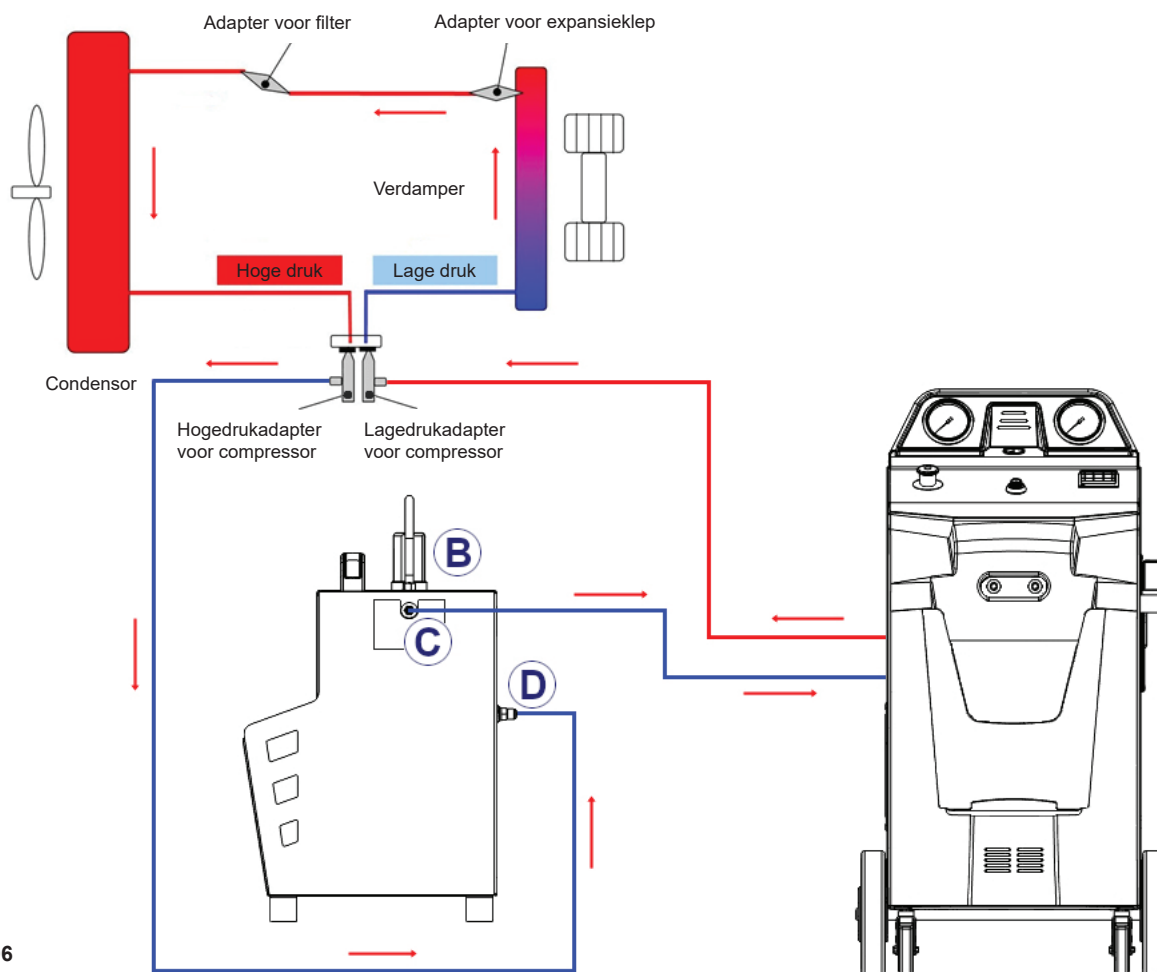 Adapter voor filter
Adapter voor expansieklep
Verdamper
Hoge druk
Lage druk
Condensor
Hogedrukadapter
voor compressor
Lagedrukadapter
voor compressor
B
C
D
6